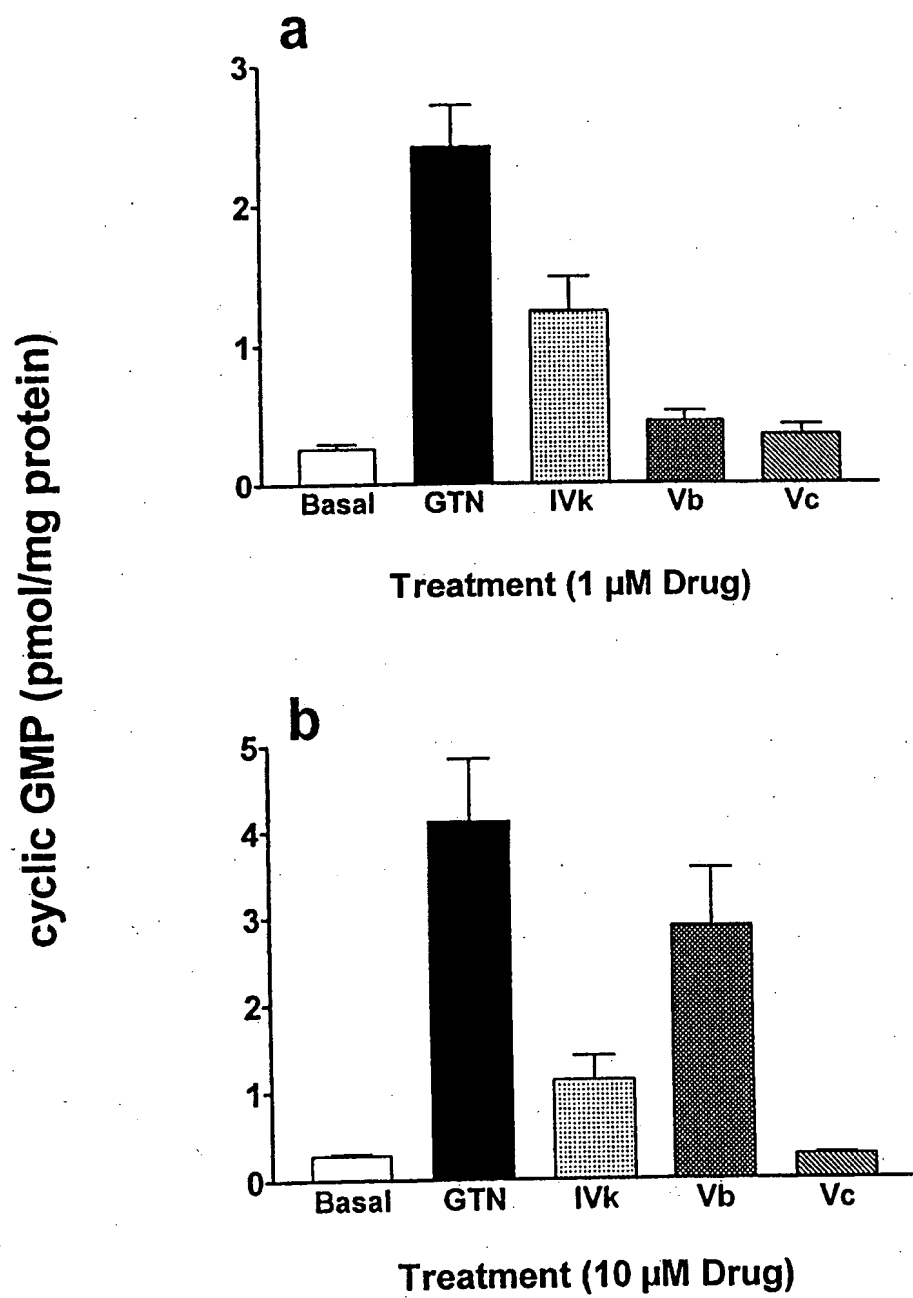 a
3
2
1
0
Basal GTN IVk Vb Vc
Treatment (1 µM Drug)
cyclic GMP (pmol/mg protein)
b
5
4
3
2
1
0
Basal GTN IVk Vb Vc
Treatment (10 µM Drug)